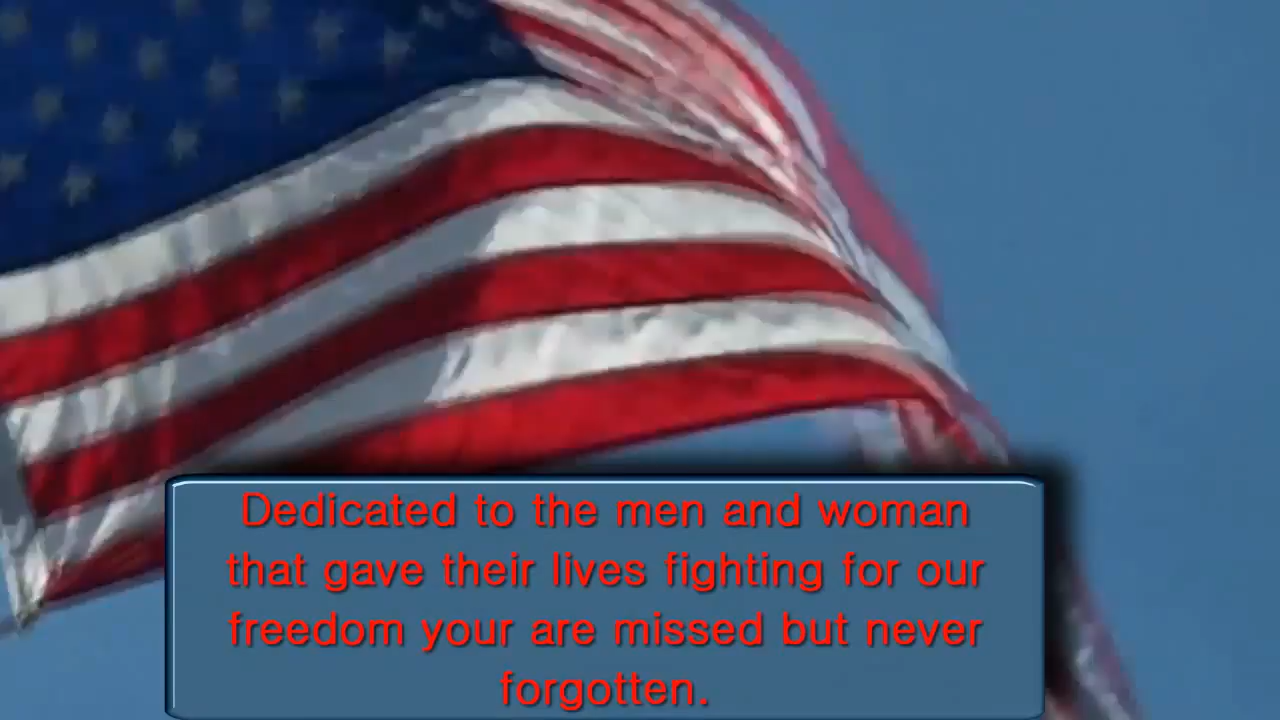 Dedicated to the men and woman
that gave their lives fighting for our
freedom your are missed but never
forgotten.